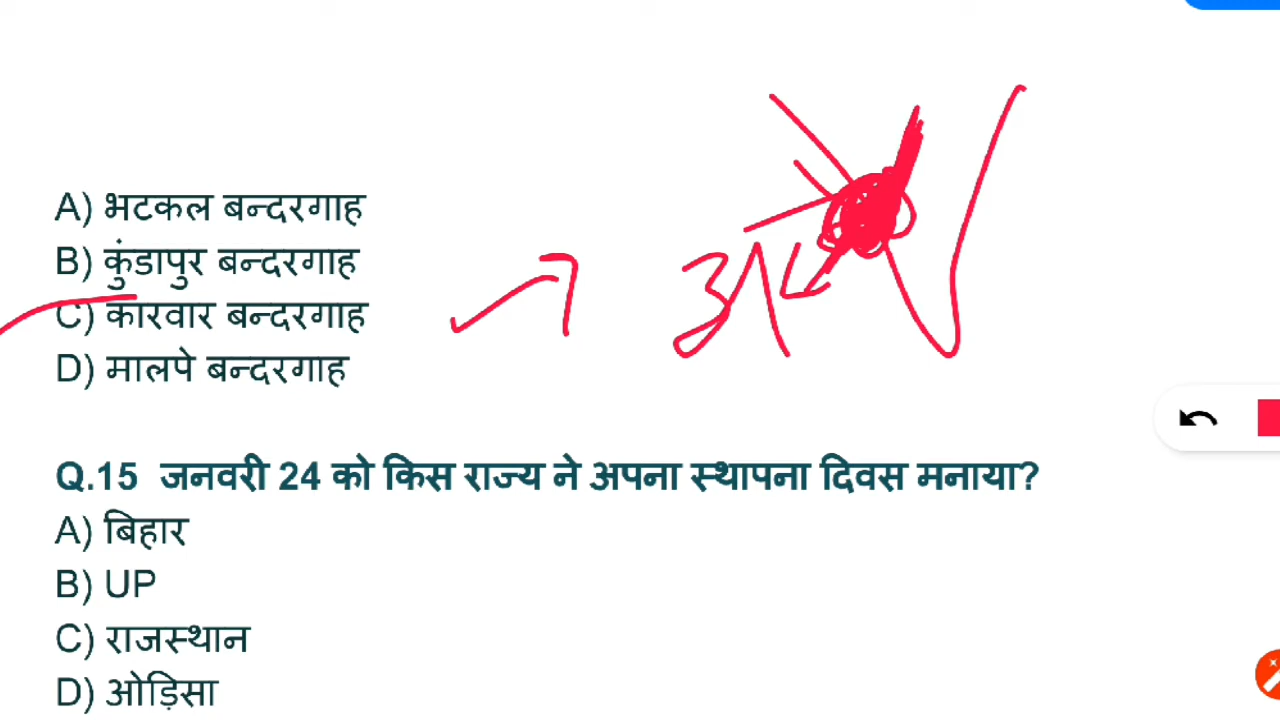 A) भटकल बन्दरगाह
B) कुंडापुर बन्दरगाह
C) कारवार बन्दरगाह
D) मालपे बन्दरगाह
Q.15 जनवरी 24 को किस राज्य ने अपना स्थापना दिवस मनाया?
A) बिहार
B) UP
C) राजस्थान
D) ओड़िसा